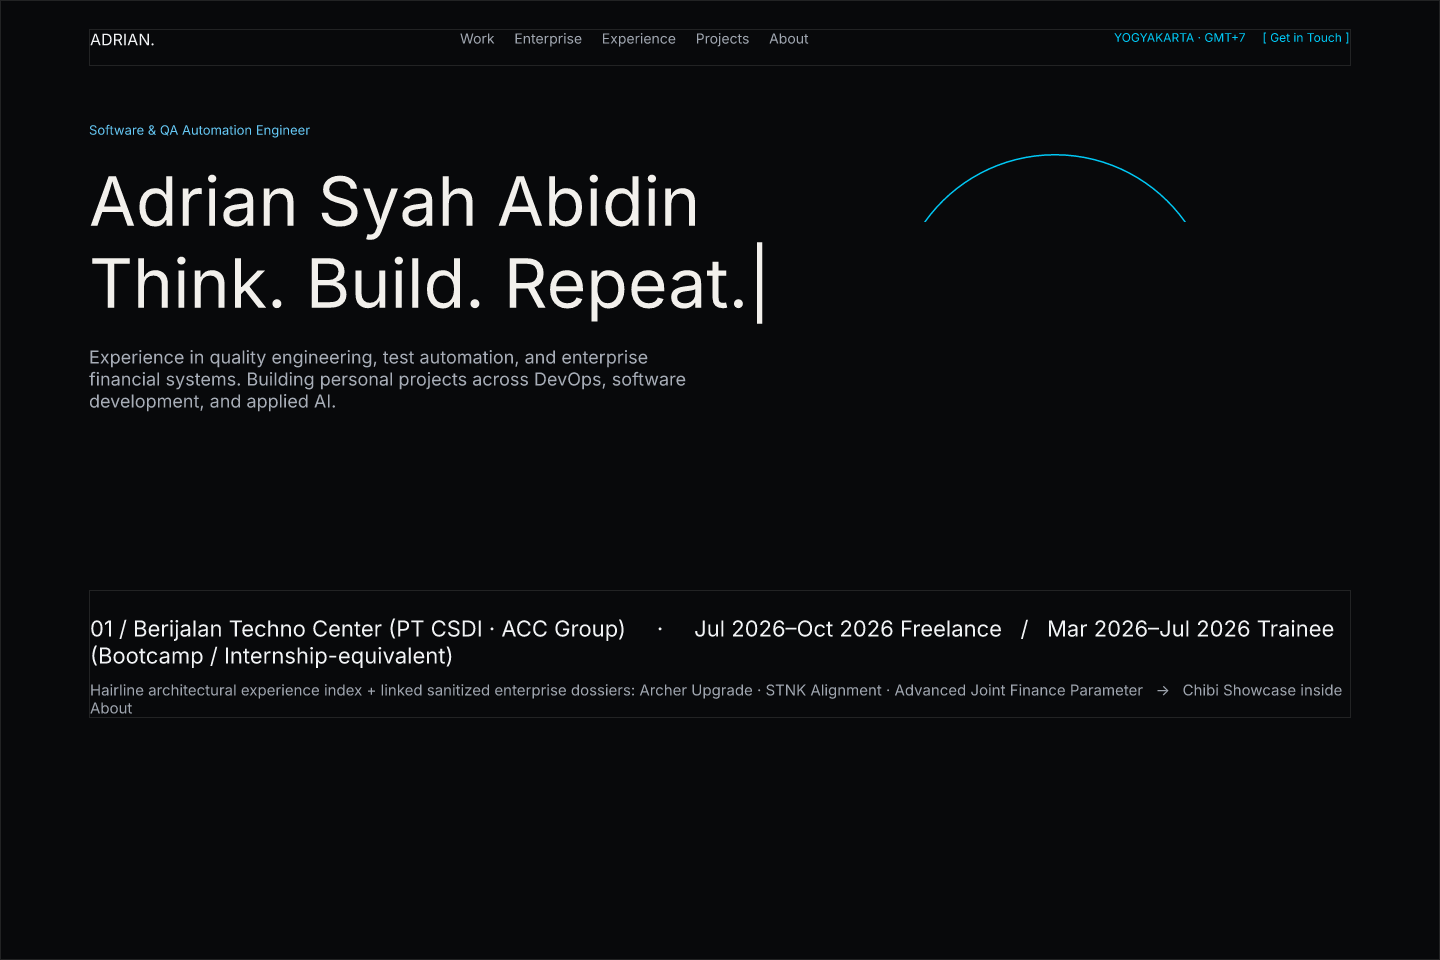 ADRIAN.
Work Enterprise Experience Projects About
YOGYAKARTA · GMT+7 [ Get in Touch ]
Software & QA Automation Engineer
Adrian Syah Abidin
Think. Build. Repeat.|
Experience in quality engineering, test automation, and enterprise
financial systems. Building personal projects across DevOps, software
development, and applied AI.
01 / Berijalan Techno Center (PT CSDI · ACC Group) · Jul 2026–Oct 2026 Freelance / Mar 2026–Jul 2026 Trainee
(Bootcamp / Internship-equivalent)
Hairline architectural experience index + linked sanitized enterprise dossiers: Archer Upgrade · STNK Alignment · Advanced Joint Finance Parameter → Chibi Showcase inside
About